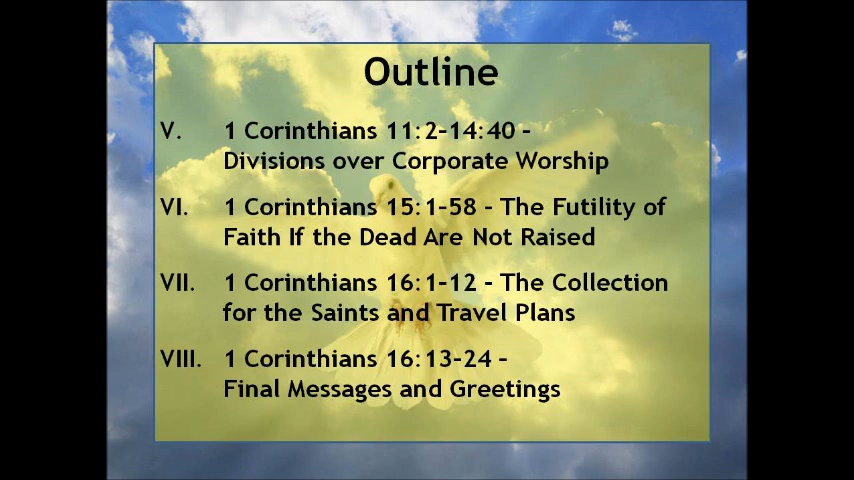 Outline
V. 1 Corinthians 11:2–14:40 –
Divisions over Corporate Worship
VI. 1 Corinthians 15:1–58 – The Futility of
Faith If the Dead Are Not Raised
VII. 1 Corinthians 16:1–12 – The Collection
for the Saints and Travel Plans
VIII. 1 Corinthians 16:13–24 –
Final Messages and Greetings